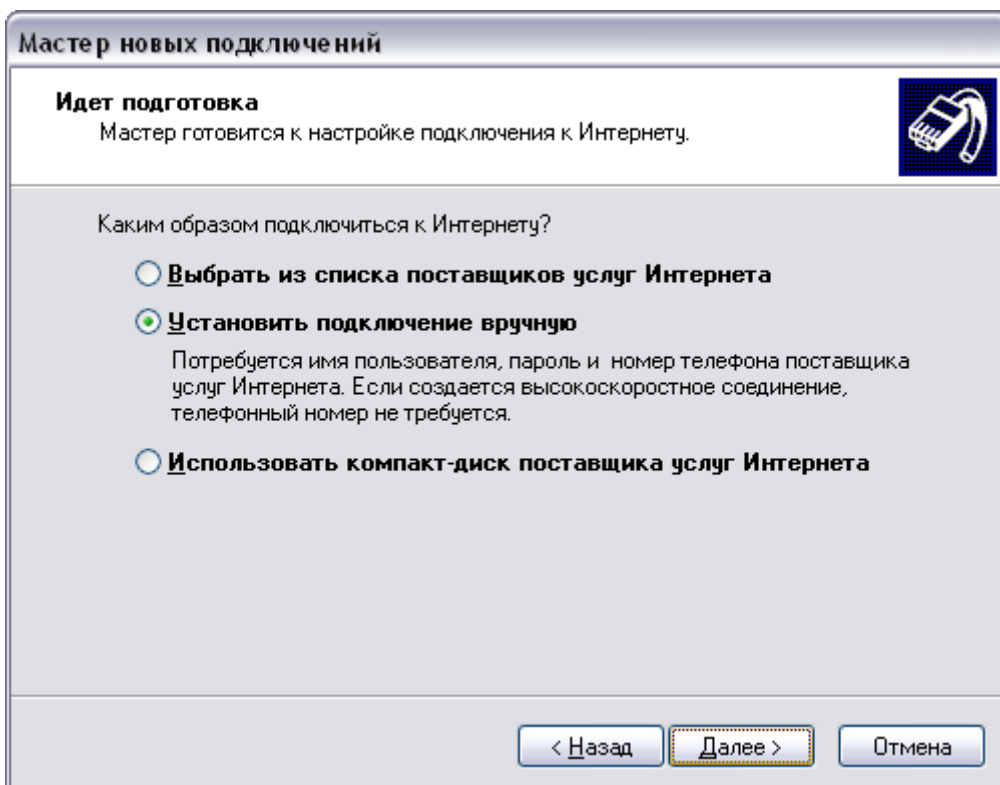 Мастер новых подключений
Идет подготовка
Мастер готовится к настройке подключения к Интернету.
Каким образом подключиться к Интернету?
Выбрать из списка поставщиков услуг Интернета
Установить подключение вручную
Потребуется имя пользователя, пароль и номер телефона поставщика
услуг Интернета. Если создается высокоскоростное соединение,
телефонный номер не требуется.
Использовать компакт-диск поставщика услуг Интернета
< Назад Далее > Отмена